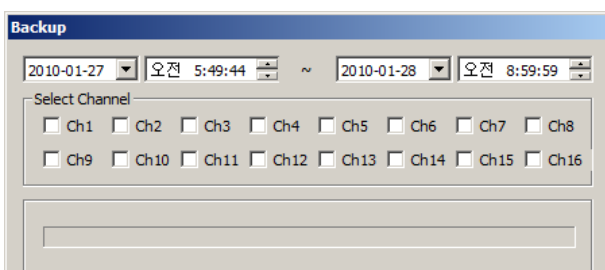 Backup
2010-01-27 오전 5:49:44 ~ 2010-01-28 오전 8:59:59
Select Channel
Ch1 Ch2 Ch3 Ch4 Ch5 Ch6 Ch7 Ch8
Ch9 Ch10 Ch11 Ch12 Ch13 Ch14 Ch15 Ch16